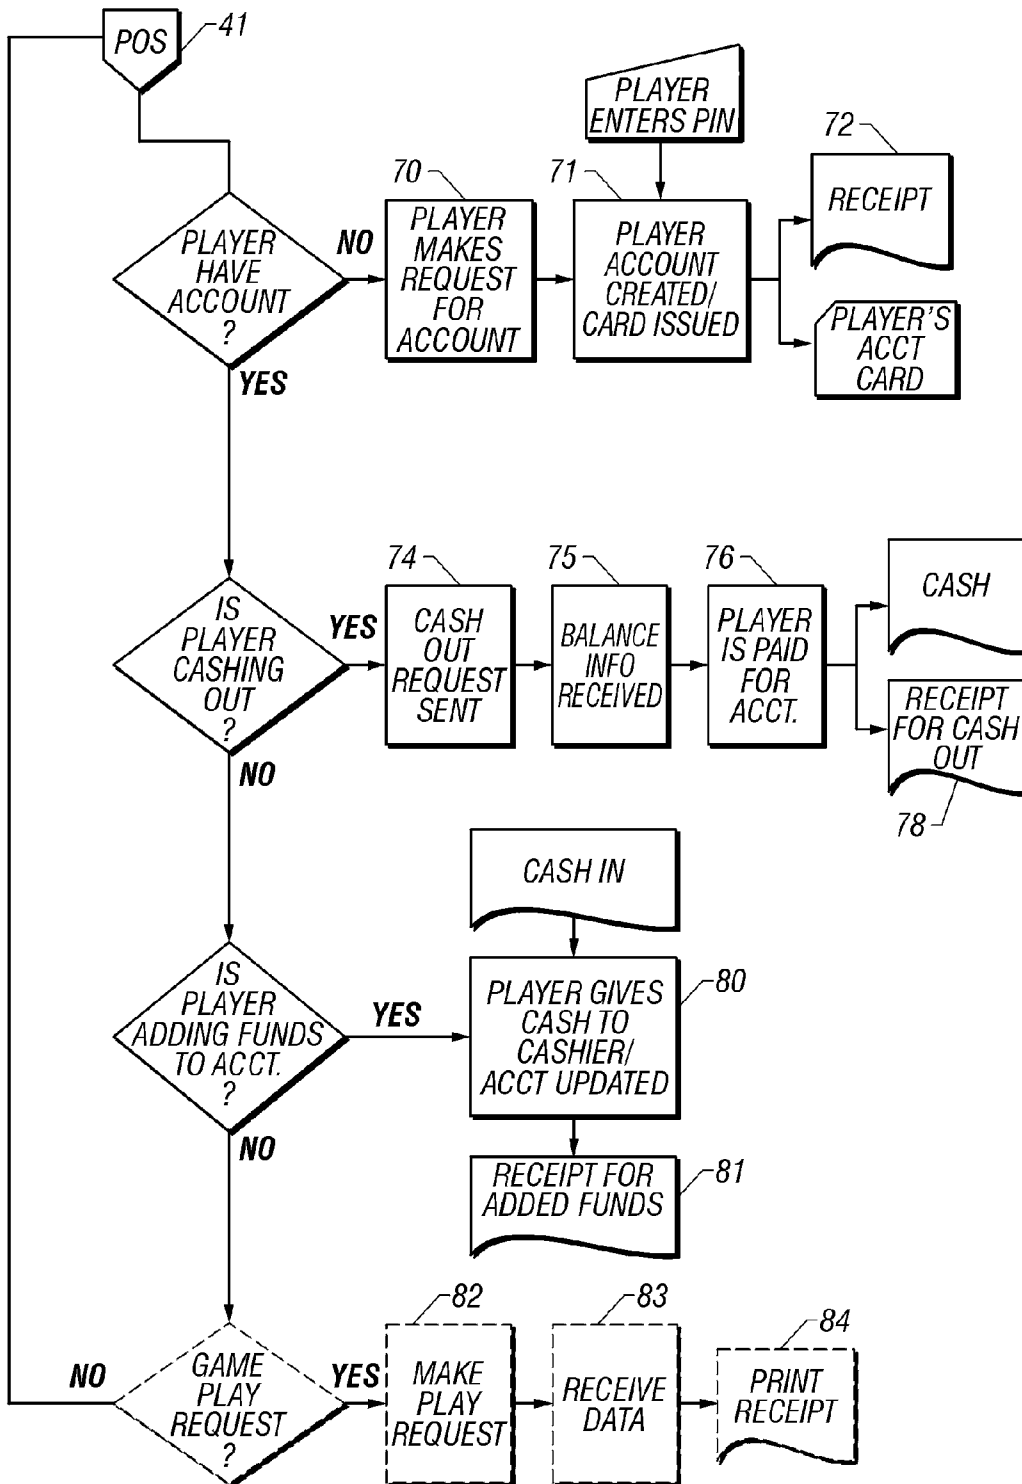 POS
41
PLAYER
ENTERS PIN
PLAYER
HAVE
ACCOUNT
?
NO
YES
70
PLAYER
MAKES
REQUEST
FOR
ACCOUNT
71
PLAYER
ACCOUNT
CREATED/
CARD ISSUED
72
RECEIPT
PLAYER'S
ACCT
CARD
IS
PLAYER
CASHING
OUT
?
YES
NO
74
CASH
OUT
REQUEST
SENT
75
BALANCE
INFO
RECEIVED
76
PLAYER
IS PAID
FOR
ACCT.
CASH
RECEIPT
FOR CASH
OUT
78
CASH IN
IS
PLAYER
ADDING FUNDS
TO ACCT.
?
YES
NO
PLAYER GIVES
CASH TO
CASHIER/
ACCT UPDATED
80
RECEIPT FOR
ADDED FUNDS
81
NO
GAME
PLAY
REQUEST
?
YES
82
MAKE
PLAY
REQUEST
83
RECEIVE
DATA
84
PRINT
RECEIPT